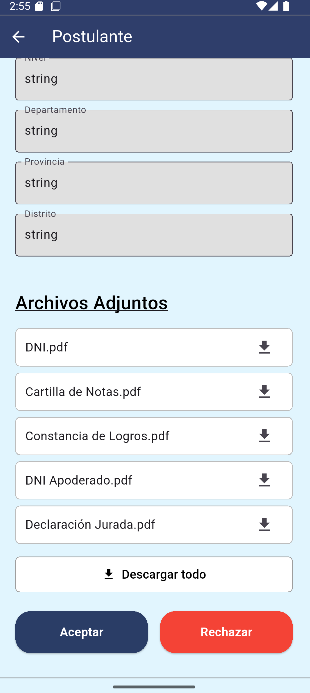 2:55
Postulante
Nivel
string
Departamento
string
Provincia
string
Distrito
string
Archivos Adjuntos
DNI.pdf
Cartilla de Notas.pdf
Constancia de Logros.pdf
DNI Apoderado.pdf
Declaración Jurada.pdf
Descargar todo
Aceptar
Rechazar